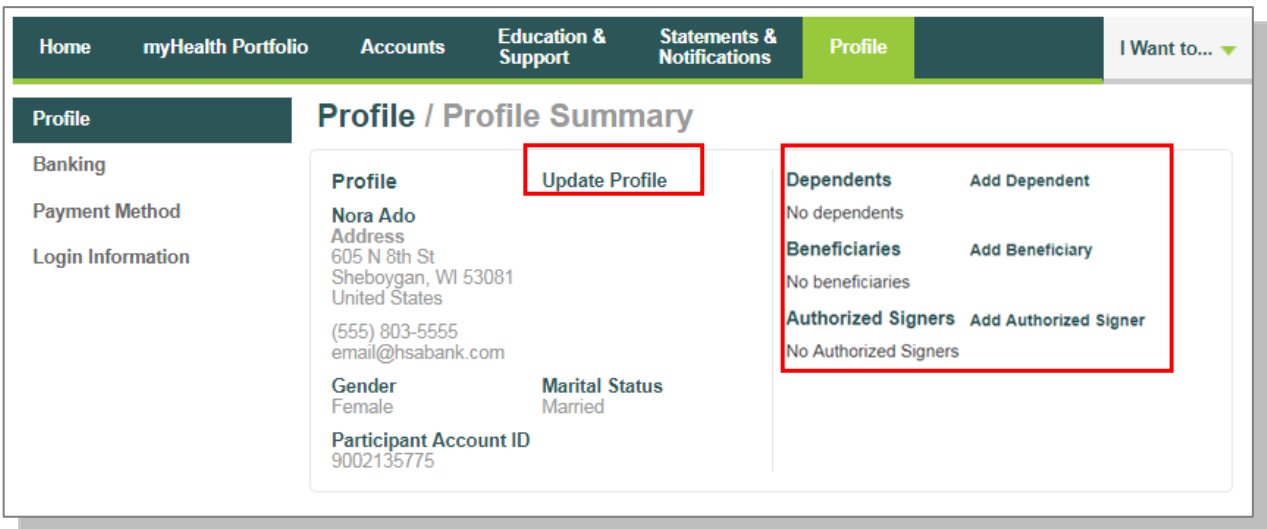 Home
myHealth Portfolio
Accounts
Education &
Support
Statements &
Notifications
Profile
I Want to...
Profile
Banking
Payment Method
Login Information
Profile / Profile Summary
Profile
Update Profile
Nora Ado
Address
605 N 8th St
Sheboygan, WI 53081
United States
(555) 803-5555
email@hsabank.com
Gender
Female
Marital Status
Married
Participant Account ID
9002135775
Dependents
Add Dependent
No dependents
Beneficiaries
Add Beneficiary
No beneficiaries
Authorized Signers
Add Authorized Signer
No Authorized Signers